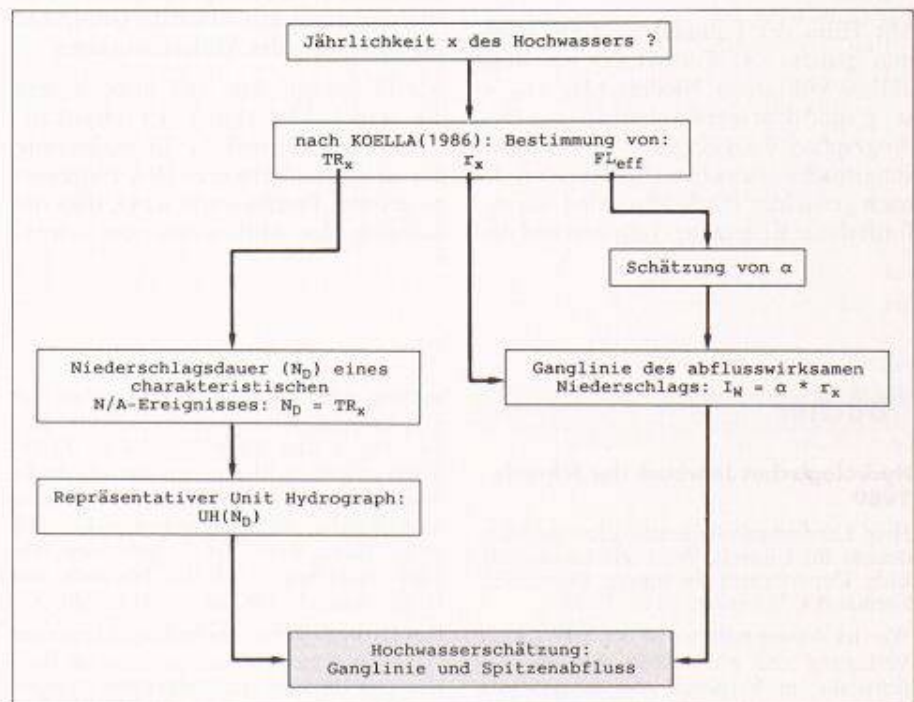 Jährlichkeit x des Hochwassers ?
nach KOELLA(1986): Bestimmung von:
TRx rx FLeff
Schätzung von α
Niederschlagsdauer (ND) eines
charakteristischen
N/A-Ereignisses: ND = TRx
Ganglinie des abflusswirksamen
Niederschlags: IW = α * rx
Repräsentativer Unit Hydrograph:
UH(ND)
Hochwasserschätzung:
Ganglinie und Spitzenabfluss